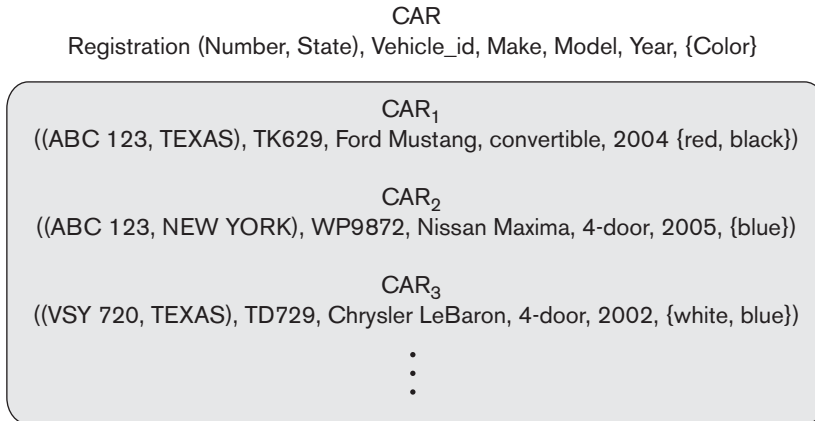 CAR
Registration (Number, State), Vehicle_id, Make, Model, Year, {Color}
CAR₁
((ABC 123, TEXAS), TK629, Ford Mustang, convertible, 2004 {red, black})
CAR₂
((ABC 123, NEW YORK), WP9872, Nissan Maxima, 4-door, 2005, {blue})
CAR₃
((VSY 720, TEXAS), TD729, Chrysler LeBaron, 4-door, 2002, {white, blue})